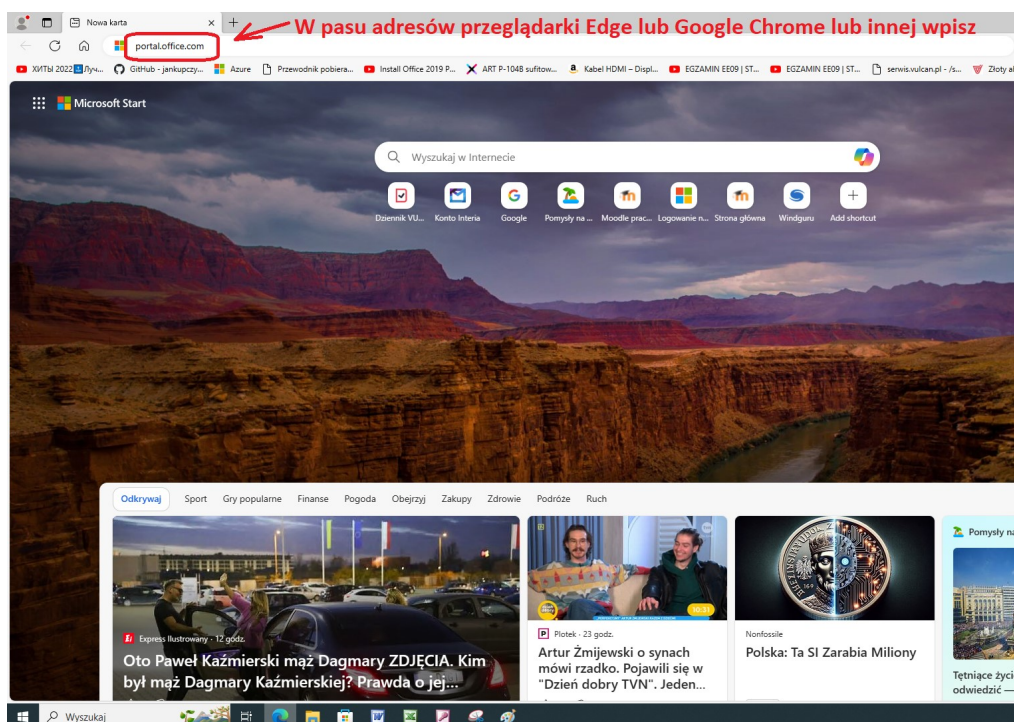 Nowa karta
W pasu adresów przeglądarki Edge lub Google Chrome lub innej wpisz
portal.office.com
ХИТЫ 2022 Луч...
GitHub - jankupczy...
Azure
Przewodnik pobiera...
Install Office 2019 P...
ART P-1048 sufitow...
Kabel HDMI – Displ...
EGZAMIN EE09 | ST...
EGZAMIN EE09 | ST...
serwis.vulcan.pl - /s...
Złoty al
Microsoft Start
Wyszukaj w Internecie
Dziennik VU...
Konto Interia
Google
Pomysły na ...
Moodle prac...
Logowanie n...
Strona główna
Windguru
Add shortcut
Odkrywaj Sport Gry popularne Finanse Pogoda Obejrzyj Zakupy Zdrowie Podróże Ruch
Express Ilustrowany · 12 godz.
Oto Paweł Kaźmierski mąż Dagmary ZDJĘCIA. Kim
był mąż Dagmary Kaźmierskiej? Prawda o jej...
10:31
Plotek · 23 godz.
Artur Żmijewski o synach
mówi rzadko. Pojawili się w
"Dzień dobry TVN". Jeden...
Nonfossile
Polska: Ta SI Zarabia Miliony
Pomysły na
Tętniące życi
odwiedzić —
Wyszukaj